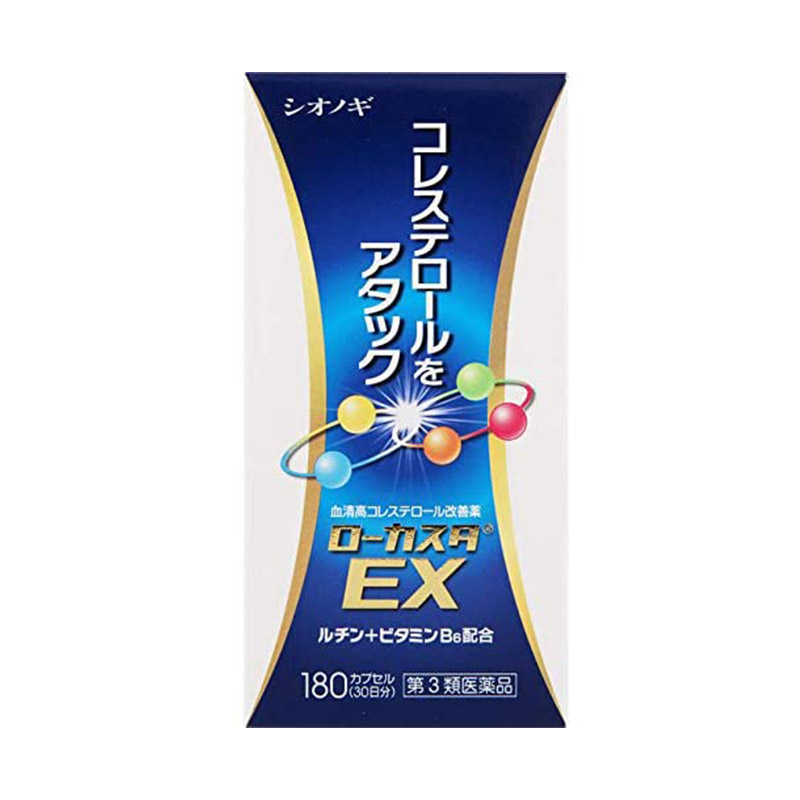 シオノギ
コレステロールを
アタック
血清高コレステロール改善薬
ローカスタ®
EX
ルチン+ビタミンB₆配合
180カプセル(30日分) 第3類医薬品